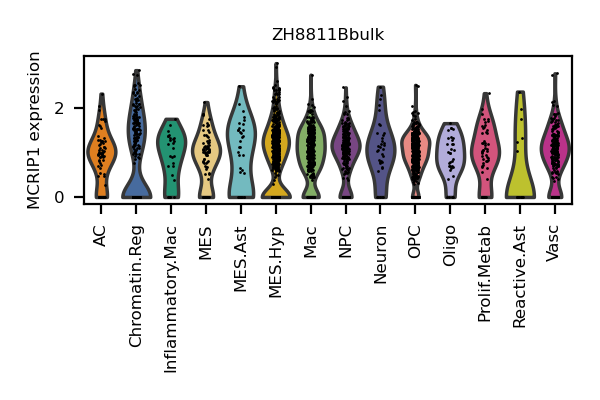 ZH8811Bbulk
MCRIP1 expression
2
0
AC
Chromatin.Reg
Inflammatory.Mac
MES
MES.Ast
MES.Hyp
Mac
NPC
Neuron
OPC
Oligo
Prolif.Metab
Reactive.Ast
Vasc